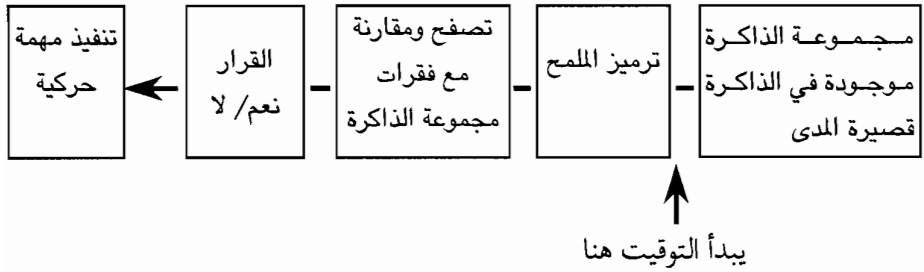 مجموعة الذاكرة
موجودة في الذاكرة
قصيرة المدى
ترميز الملمح
تصفح ومقارنة
مع فقرات
مجموعة الذاكرة
القرار
نعم/ لا
تنفيذ مهمة
حركية
يبدأ التوقيت هنا